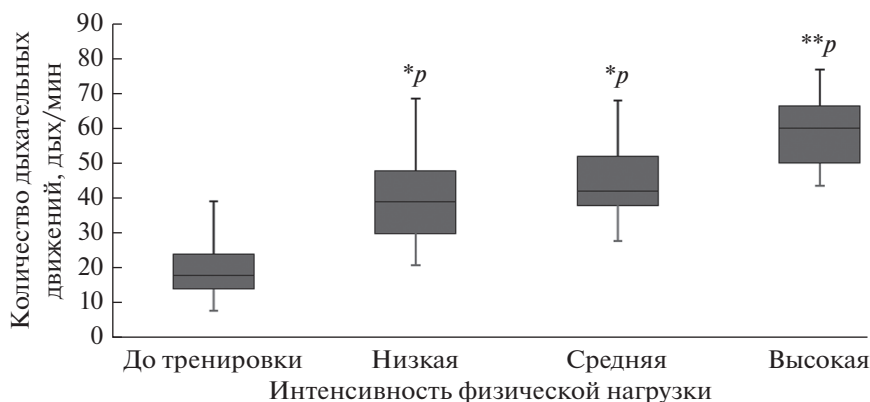 Количество дыхательных
движений, дых/мин
90
80
70
60
50
40
30
20
10
0
*p
*p
**p
До тренировки
Низкая
Средняя
Высокая
Интенсивность физической нагрузки